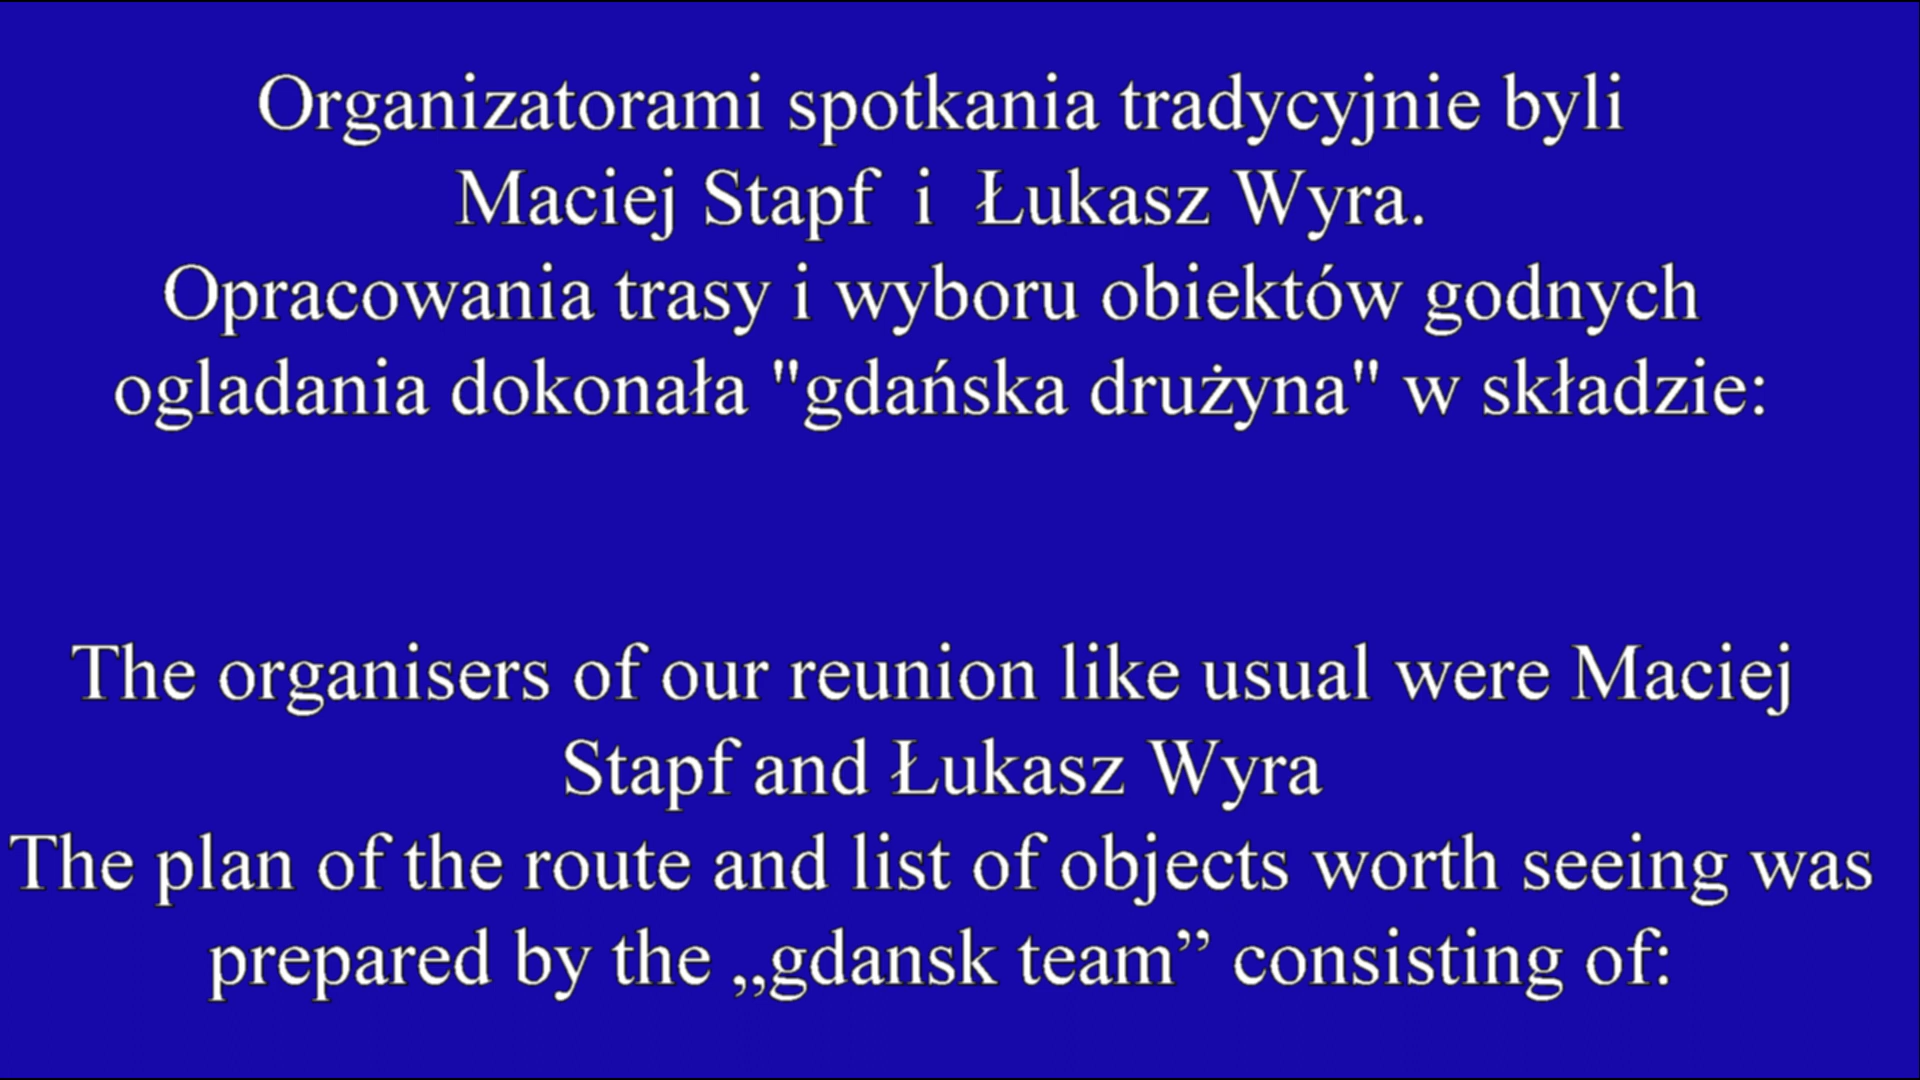 Organizatorami spotkania tradycyjnie byli
Maciej Stapf i Łukasz Wyra.
Opracowania trasy i wyboru obiektów godnych
ogladania dokonała "gdańska drużyna" w składzie:
The organisers of our reunion like usual were Maciej
Stapf and Łukasz Wyra
The plan of the route and list of objects worth seeing was
prepared by the „gdansk team” consisting of: